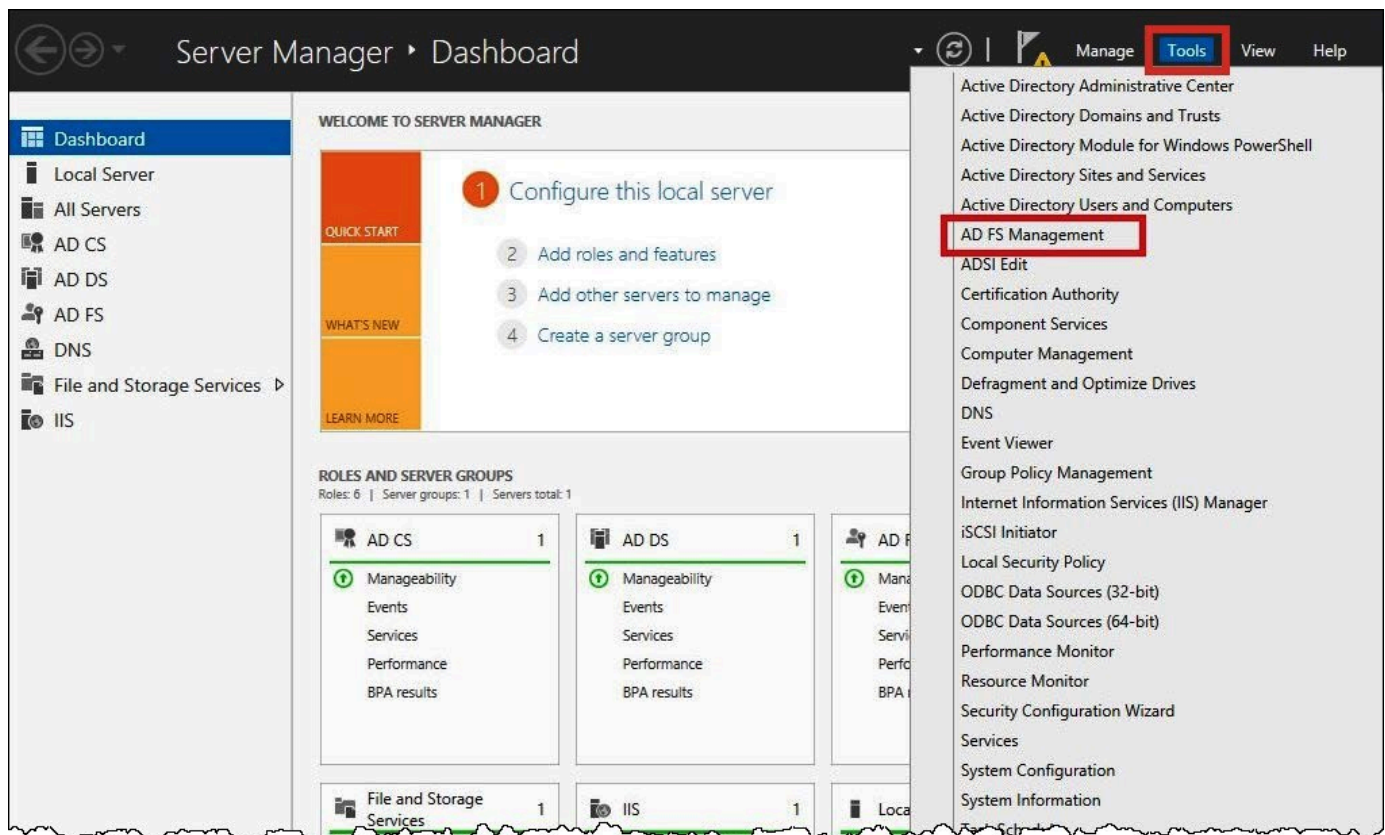 Server Manager ‣ Dashboard
Manage Tools View Help
Dashboard
Local Server
All Servers
AD CS
AD DS
AD FS
DNS
File and Storage Services
IIS
WELCOME TO SERVER MANAGER
QUICK START
WHAT'S NEW
LEARN MORE
1 Configure this local server
2 Add roles and features
3 Add other servers to manage
4 Create a server group
ROLES AND SERVER GROUPS
Roles: 6 | Server groups: 1 | Servers total: 1
AD CS 1
Manageability
Events
Services
Performance
BPA results
AD DS 1
Manageability
Events
Services
Performance
BPA results
AD
File and Storage
Services 1
IIS 1
Active Directory Administrative Center
Active Directory Domains and Trusts
Active Directory Module for Windows PowerShell
Active Directory Sites and Services
Active Directory Users and Computers
AD FS Management
ADSI Edit
Certification Authority
Component Services
Computer Management
Defragment and Optimize Drives
DNS
Event Viewer
Group Policy Management
Internet Information Services (IIS) Manager
iSCSI Initiator
Local Security Policy
ODBC Data Sources (32-bit)
ODBC Data Sources (64-bit)
Performance Monitor
Resource Monitor
Security Configuration Wizard
Services
System Configuration
System Information